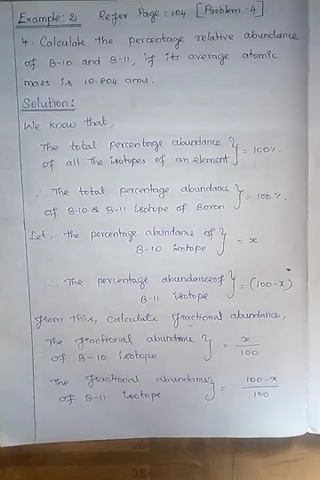 Example: 2 Refer Page: 104 [Problem: 4]
4. Calculate the percentage relative abundance
of B-10 and B-11, if its average atomic
mass is 10.804 amu.
Solution:
We know that,
The total percentage abundance
of all the isotopes of an element } = 100%.
∴ The total percentage abundance
of B-10 & B-11 isotope of Boron } = 100%.
Let, the percentage abundance of
B-10 isotope } = x
∴ The percentage abundance of
B-11 isotope } = (100-x)
from this, calculate fractional abundance,
The fractional abundance
of B-10 isotope } = x/100
The fractional abundance
of B-11 isotope } = 100-x/100